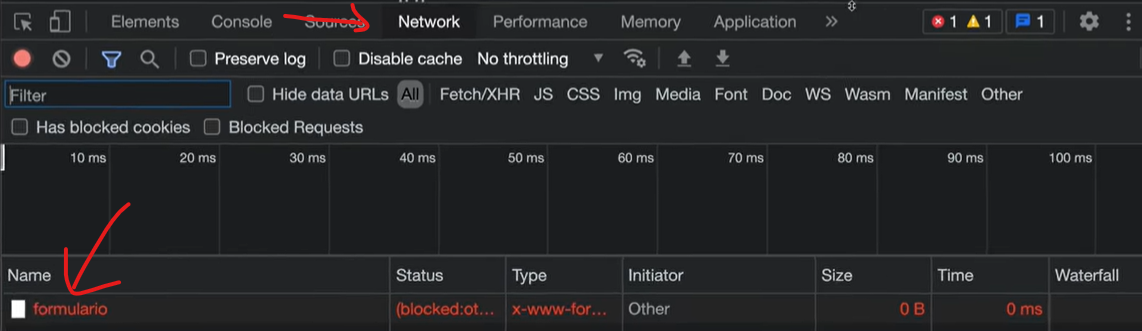 Elements Console Sources Network Performance Memory Application » 1 1 1
Preserve log Disable cache No throttling
Filter Hide data URLs All Fetch/XHR JS CSS Img Media Font Doc WS Wasm Manifest Other
Has blocked cookies Blocked Requests
10 ms 20 ms 30 ms 40 ms 50 ms 60 ms 70 ms 80 ms 90 ms 100 ms
Name Status Type Initiator Size Time Waterfall
formulario (blocked:ot... x-www-for... Other 0 B 0 ms